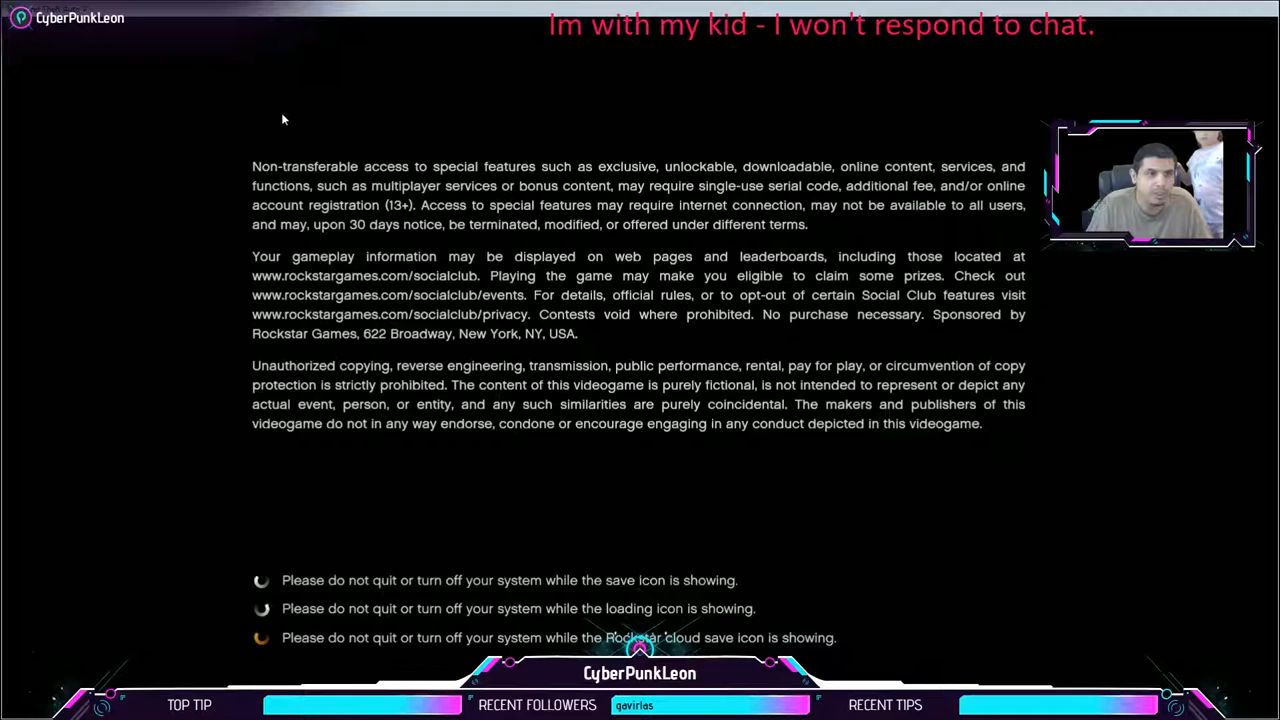 CyberPunkLeon
Im with my kid - I won't respond to chat.
Non-transferable access to special features such as exclusive, unlockable, downloadable, online content, services, and
functions, such as multiplayer services or bonus content, may require single-use serial code, additional fee, and/or online
account registration (13+). Access to special features may require internet connection, may not be available to all users,
and may, upon 30 days notice, be terminated, modified, or offered under different terms.
Your gameplay information may be displayed on web pages and leaderboards, including those located at
www.rockstargames.com/socialclub. Playing the game may make you eligible to claim some prizes. Check out
www.rockstargames.com/socialclub/events. For details, official rules, or to opt-out of certain Social Club features visit
www.rockstargames.com/socialclub/privacy. Contests void where prohibited. No purchase necessary. Sponsored by
Rockstar Games, 622 Broadway, New York, NY, USA.
Unauthorized copying, reverse engineering, transmission, public performance, rental, pay for play, or circumvention of copy
protection is strictly prohibited. The content of this videogame is purely fictional, is not intended to represent or depict any
actual event, person, or entity, and any such similarities are purely coincidental. The makers and publishers of this
videogame do not in any way endorse, condone or encourage engaging in any conduct depicted in this videogame.
Please do not quit or turn off your system while the save icon is showing.
Please do not quit or turn off your system while the loading icon is showing.
Please do not quit or turn off your system while the Rockstar cloud save icon is showing.
CyberPunkLeon
TOP TIP
RECENT FOLLOWERS
qavirlas
RECENT TIPS